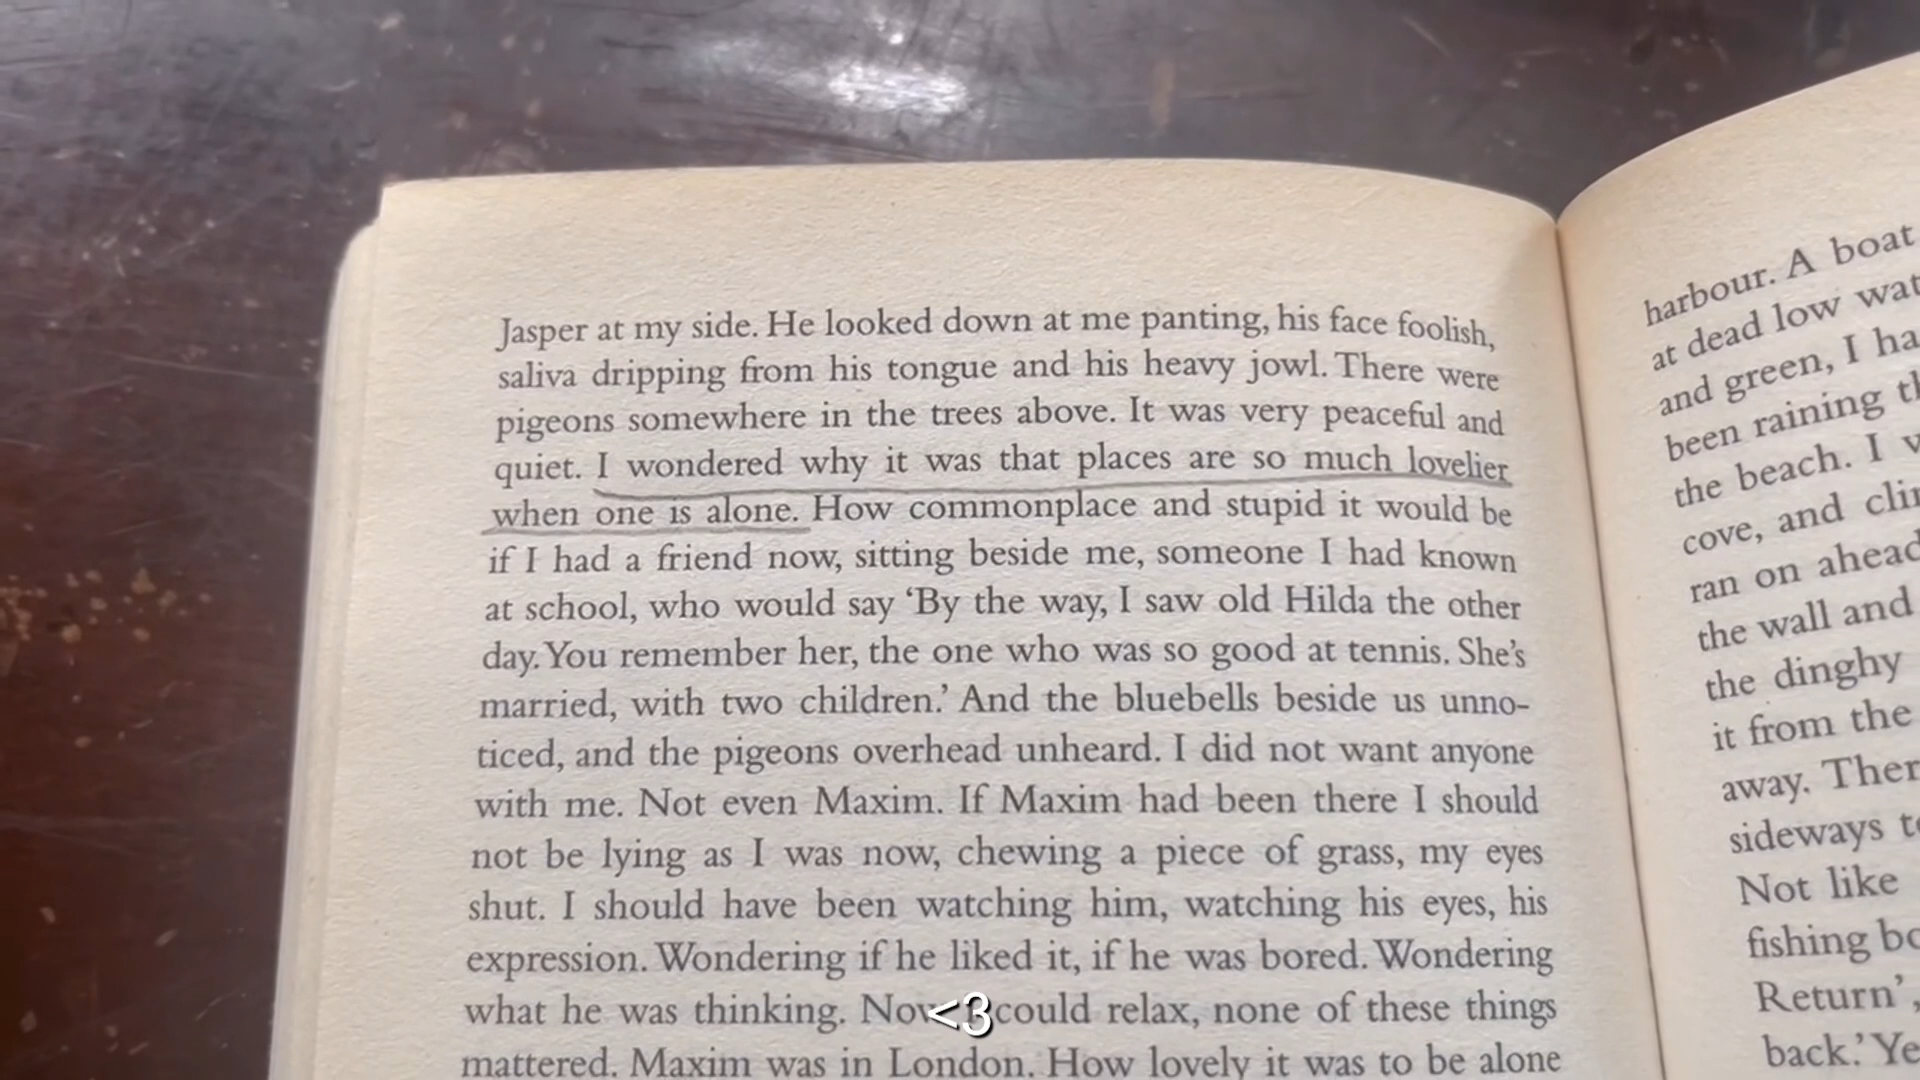 Jasper at my side. He looked down at me panting, his face foolish,
saliva dripping from his tongue and his heavy jowl. There were
pigeons somewhere in the trees above. It was very peaceful and
quiet. I wondered why it was that places are so much lovelier
when one is alone. How commonplace and stupid it would be
if I had a friend now, sitting beside me, someone I had known
at school, who would say ‘By the way, I saw old Hilda the other
day. You remember her, the one who was so good at tennis. She’s
married, with two children.’ And the bluebells beside us unno-
ticed, and the pigeons overhead unheard. I did not want anyone
with me. Not even Maxim. If Maxim had been there I should
not be lying as I was now, chewing a piece of grass, my eyes
shut. I should have been watching him, watching his eyes, his
expression. Wondering if he liked it, if he was bored. Wondering
what he was thinking. Now could relax, none of these things
mattered. Maxim was in London. How lovely it was to be alone
<3
harbour. A boat
at dead low
and green, I
been raining
the beach. I
cove, and
ran on ahead
the wall and
the dinghy
it from the
away.
sideways
Not like
fishing
Return’,
back.’